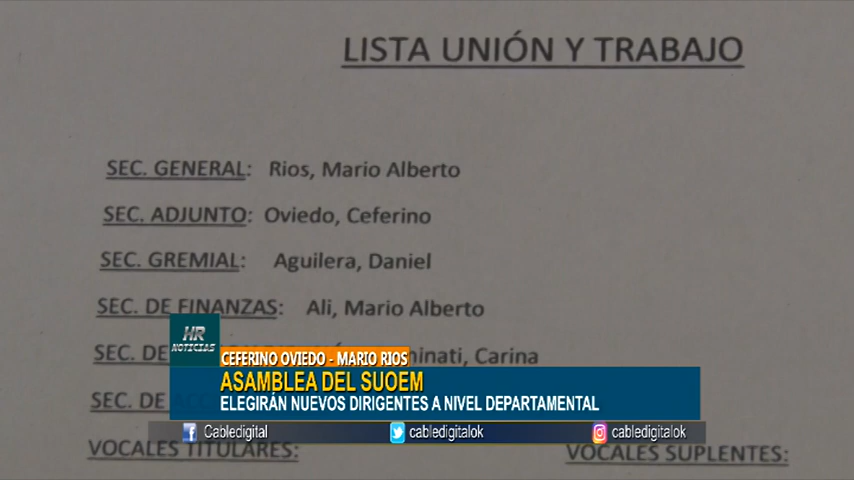 LISTA UNIÓN Y TRABAJO
SEC. GENERAL: Rios, Mario Alberto
SEC. ADJUNTO: Oviedo, Ceferino
SEC. GREMIAL: Aguilera, Daniel
SEC. DE FINANZAS: Ali, Mario Alberto
SEC. DE Carina
SEC. DE
VOCALES TITULARES: VOCALES SUPLENTES:
HR
NOTICIAS
CEFERINO OVIEDO - MARIO RIOS
ASAMBLEA DEL SUOEM
ELEGIRÁN NUEVOS DIRIGENTES A NIVEL DEPARTAMENTAL
Cabledigital cabledigitalok cabledigitalok